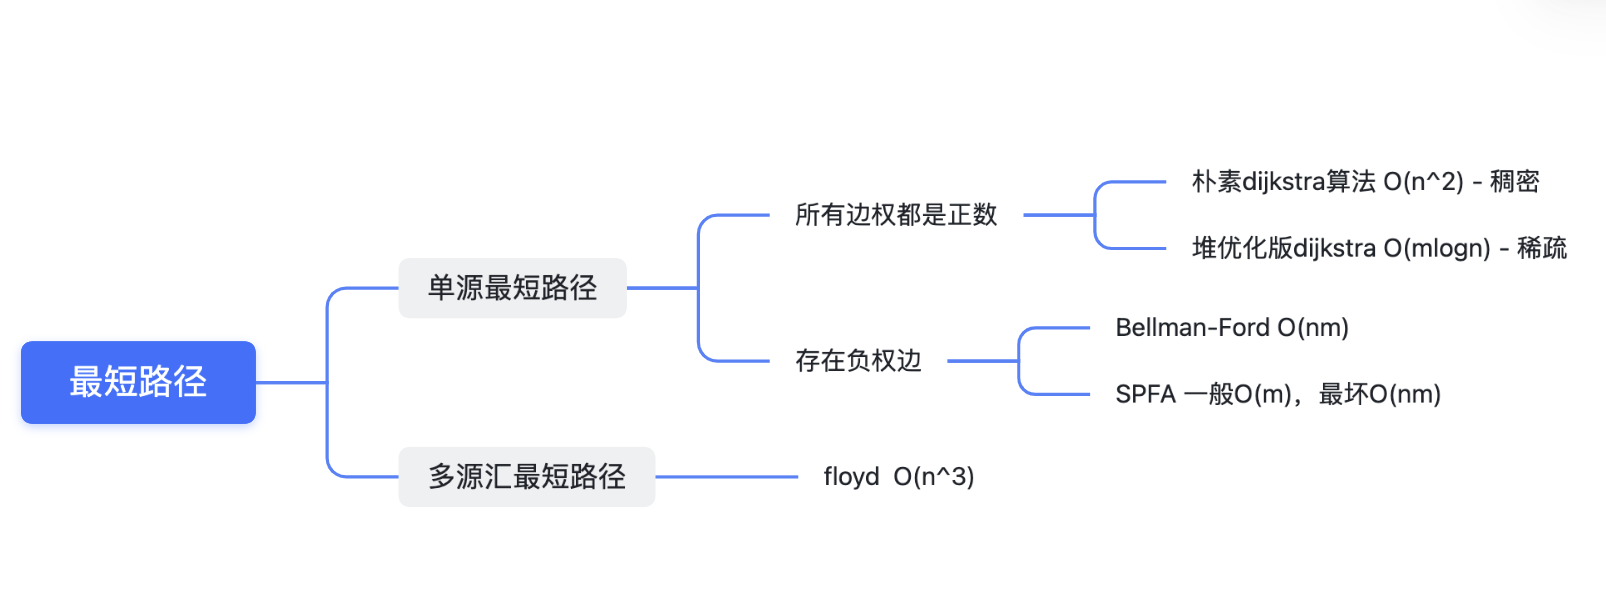 最短路径
单源最短路径
所有边权都是正数
朴素dijkstra算法 O(n^2) - 稠密
堆优化版dijkstra O(mlogn) - 稀疏
存在负权边
Bellman-Ford O(nm)
SPFA 一般O(m)，最坏O(nm)
多源汇最短路径
floyd  O(n^3)